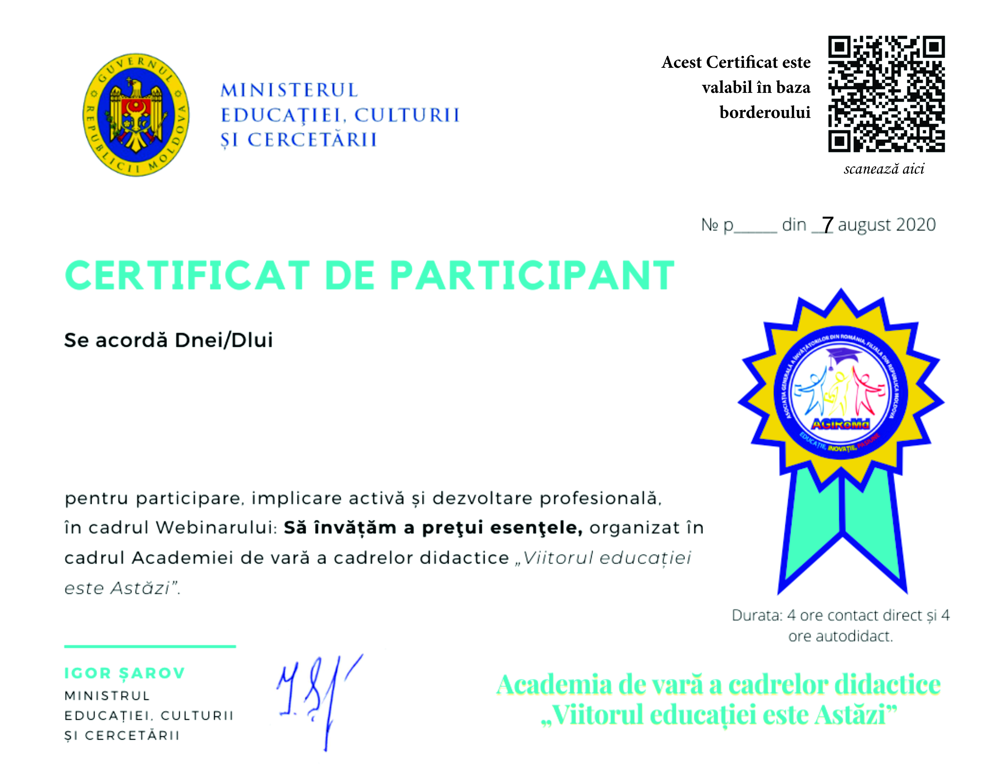 GUVERNUL
REPUBLICII MOLDOVA
MINISTERUL
EDUCAŢIEI, CULTURII
ȘI CERCETĂRII
Acest Certificat este
valabil în baza
borderoului
scanează aici
№ p_____ din __7 august 2020
CERTIFICAT DE PARTICIPANT
Se acordă Dnei/Dlui
ASOCIAȚIA GENERALĂ A ÎNVĂȚĂTORILOR DIN ROMÂNIA, FILIALA DIN REPUBLICA MOLDOVA
AGIRoMd
EDUCAȚIE, INOVAȚIE, PASIUNE
pentru participare, implicare activă și dezvoltare profesională,
în cadrul Webinarului: Să învățăm a preţui esenţele, organizat în
cadrul Academiei de vară a cadrelor didactice „Viitorul educației
este Astăzi”.
Durata: 4 ore contact direct și 4
ore autodidact.
IGOR ȘAROV
MINISTRUL
EDUCAȚIEI, CULTURII
ȘI CERCETĂRII
Academia de vară a cadrelor didactice
„Viitorul educației este Astăzi”